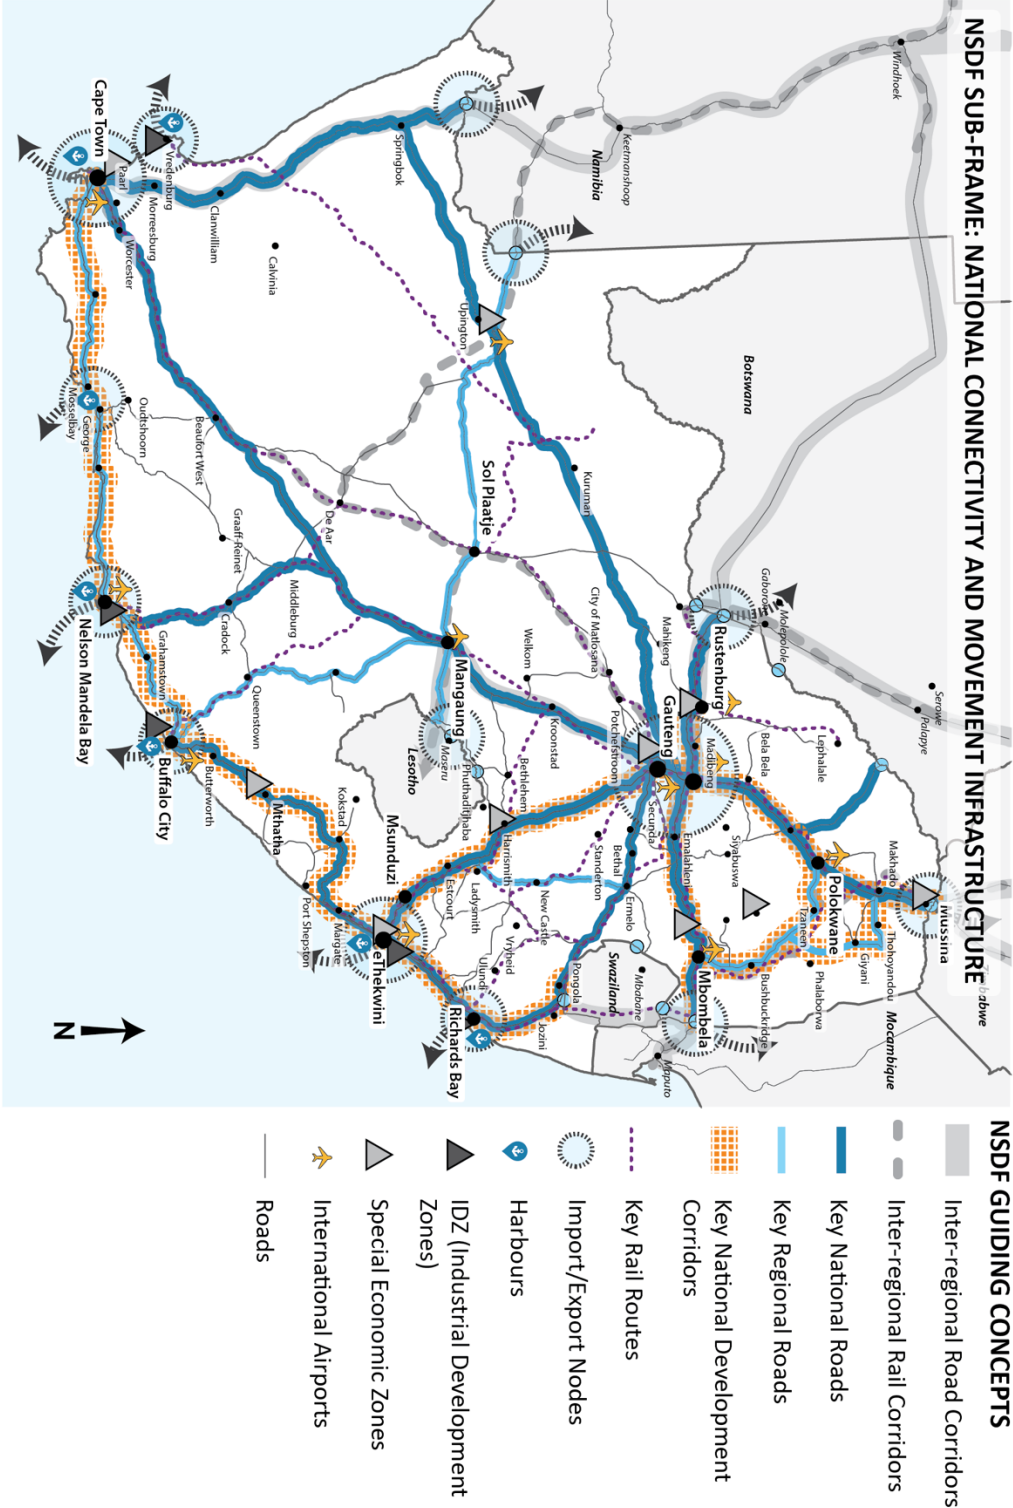 NSDF SUB-FRAME: NATIONAL CONNECTIVITY AND MOVEMENT INFRASTRUCTURE
Windhoek
Keetmanshoop
Namibia
Botswana
Serowe
Palapye
Molepolole
Gaborone
Lephalale
Mussina
Makhado
Thohoyandou
Giyani
Mocambique
Polokwane
Tzaneen
Phalaborwa
Bela Bela
Bushbuckridge
Rustenburg
Madibeng
Siyabuswa
Mahikeng
Gauteng
Emalahleni
Mbombela
Maputo
Secunda
Mbabane
Swaziland
Kuruman
City of Matlosana
Potchefstroom
Bethal
Ermelo
Standerton
Pongola
Jozini
Springbok
Upington
Sol Plaatje
Welkom
Kroonstad
Bethlehem
Harrismith
New Castle
Vryheid
Ulundi
Mangaung
Maseru
Phuthaditjhaba
Ladysmith
Estcourt
Richards Bay
Lesotho
Msunduzi
eThekwini
De Aar
Kokstad
Margate
Port Shepston
Calvinia
Middleburg
Mthatha
Clanwilliam
Graaff-Reinet
Cradock
Queenstown
Butterworth
Beaufort West
Vredenburg
Morreesburg
Grahamstown
Buffalo City
Oudtshoorn
Paarl
Worcester
Cape Town
George
Mosselbay
Nelson Mandela Bay
N
NSDF GUIDING CONCEPTS
Inter-regional Road Corridors
Inter-regional Rail Corridors
Key National Roads
Key Regional Roads
Key National Development
Corridors
Key Rail Routes
Import/Export Nodes
Harbours
IDZ (Industrial Development
Zones)
Special Economic Zones
International Airports
Roads